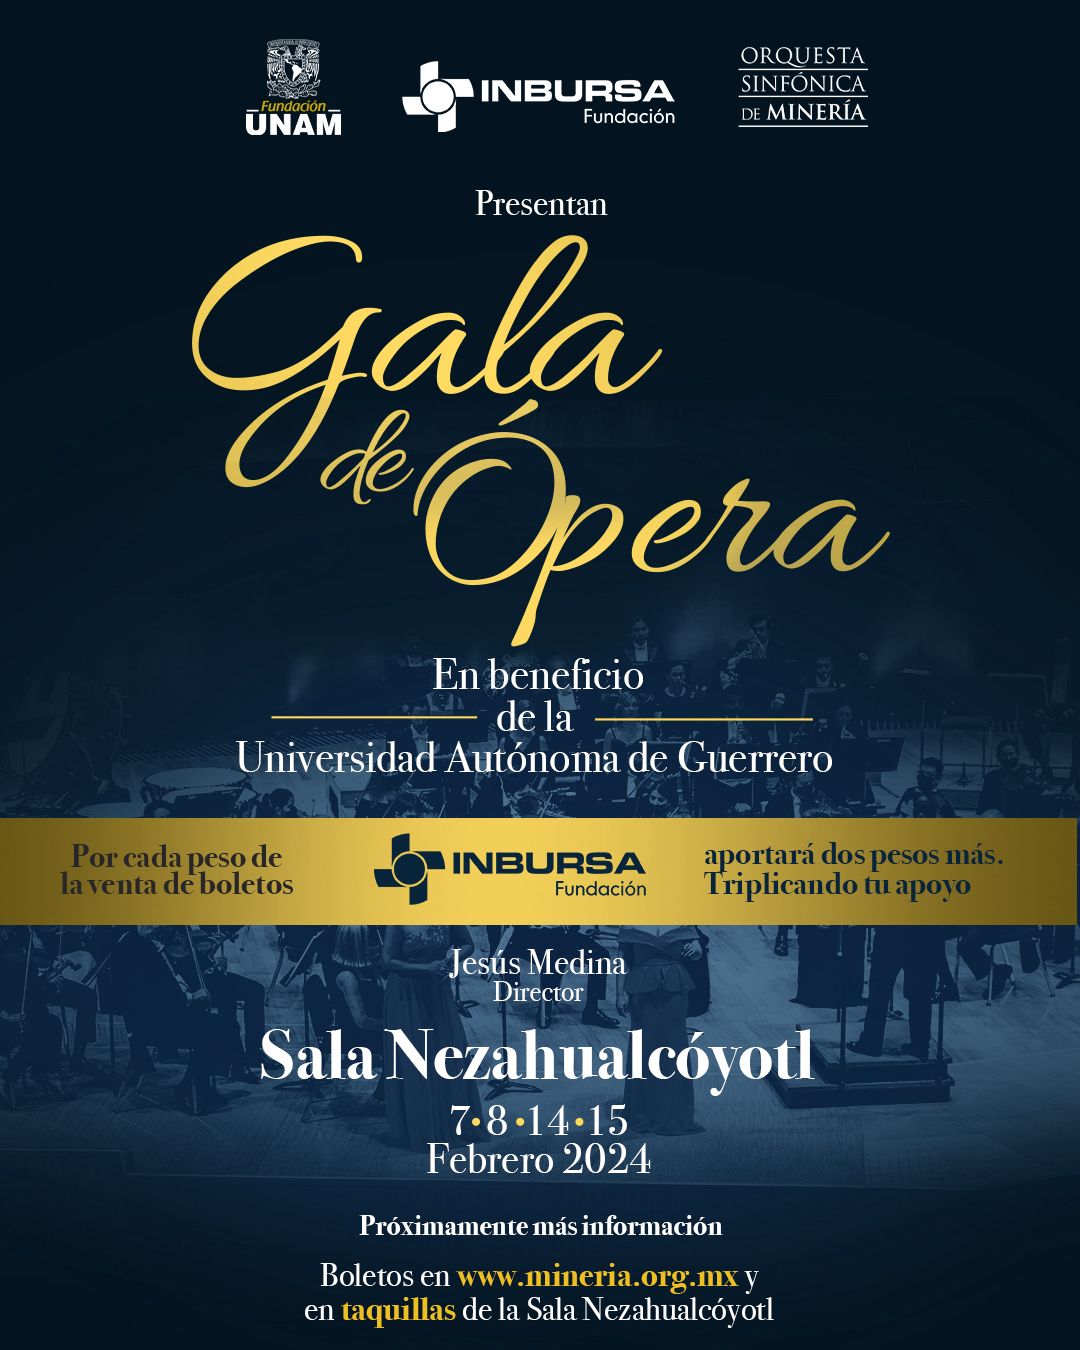 Fundación
UNAM
INBURSA
Fundación
ORQUESTA
SINFÓNICA
DE MINERÍA
Presentan
Gala
de Ópera
En beneficio
de la
Universidad Autónoma de Guerrero
Por cada peso de
la venta de boletos
INBURSA
Fundación
aportará dos pesos más.
Triplicando tu apoyo
Jesús Medina
Director
Sala Nezahualcóyotl
7•8•14•15
Febrero 2024
Próximamente más información
Boletos en www.mineria.org.mx y
en taquillas de la Sala Nezahualcóyotl